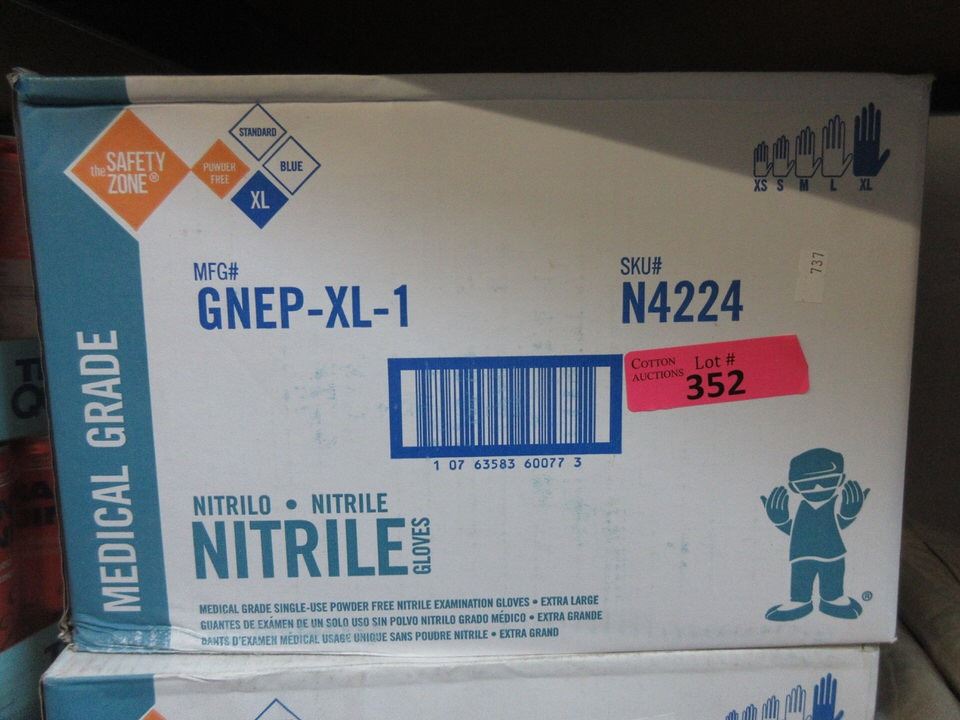 the SAFETY ZONE®
POWDER FREE
STANDARD
BLUE
XL
XS S M L XL
MFG#
GNEP-XL-1
SKU#
N4224
737
COTTON AUCTIONS
Lot #
352
1 07 63583 60077 3
MEDICAL GRADE
NITRILO • NITRILE
NITRILE GLOVES
MEDICAL GRADE SINGLE-USE POWDER FREE NITRILE EXAMINATION GLOVES • EXTRA LARGE
GUANTES DE EXÁMEN DE UN SOLO USO SIN POLVO NITRILO GRADO MÉDICO • EXTRA GRANDE
GANTS D'EXAMEN MÉDICAL USAGE UNIQUE SANS POUDRE NITRILE • EXTRA GRAND
®